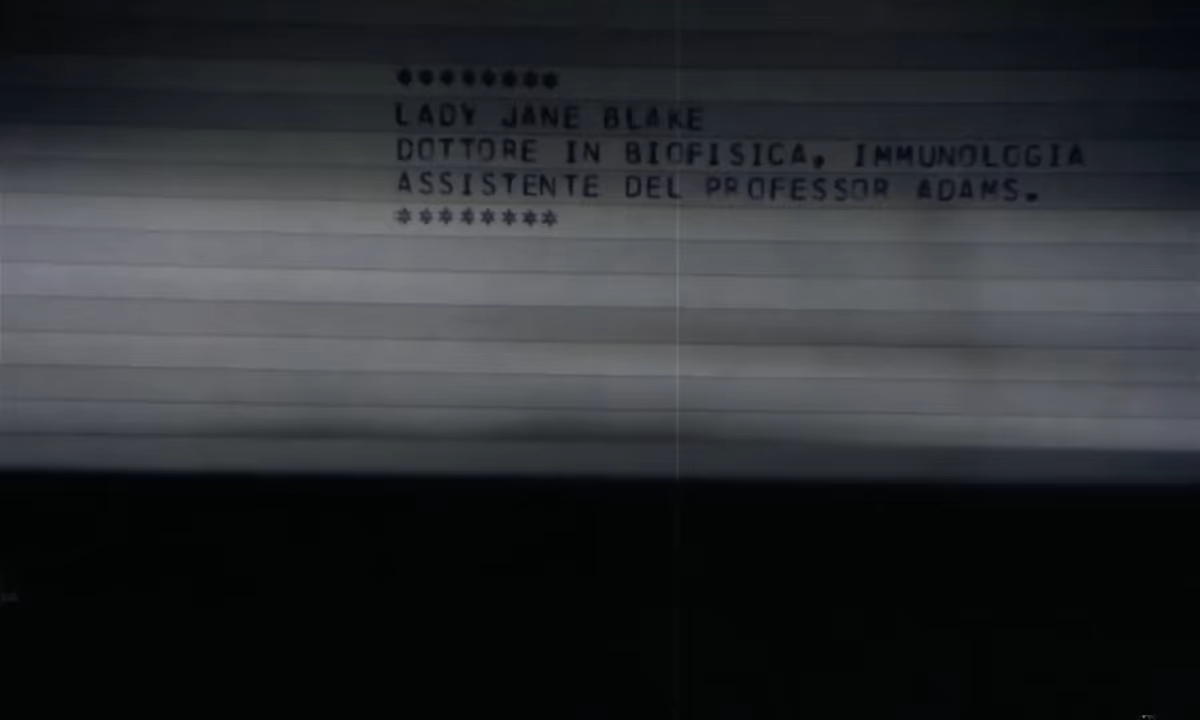 ********
LADY JANE BLAKE
DOTTORE IN BIOFISICA, IMMUNOLOGIA
ASSISTENTE DEL PROFESSOR ADAMS.
********